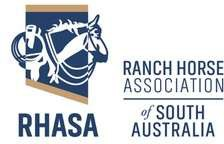 RHASA
RANCH HORSE
ASSOCIATION
of SOUTH
AUSTRALIA